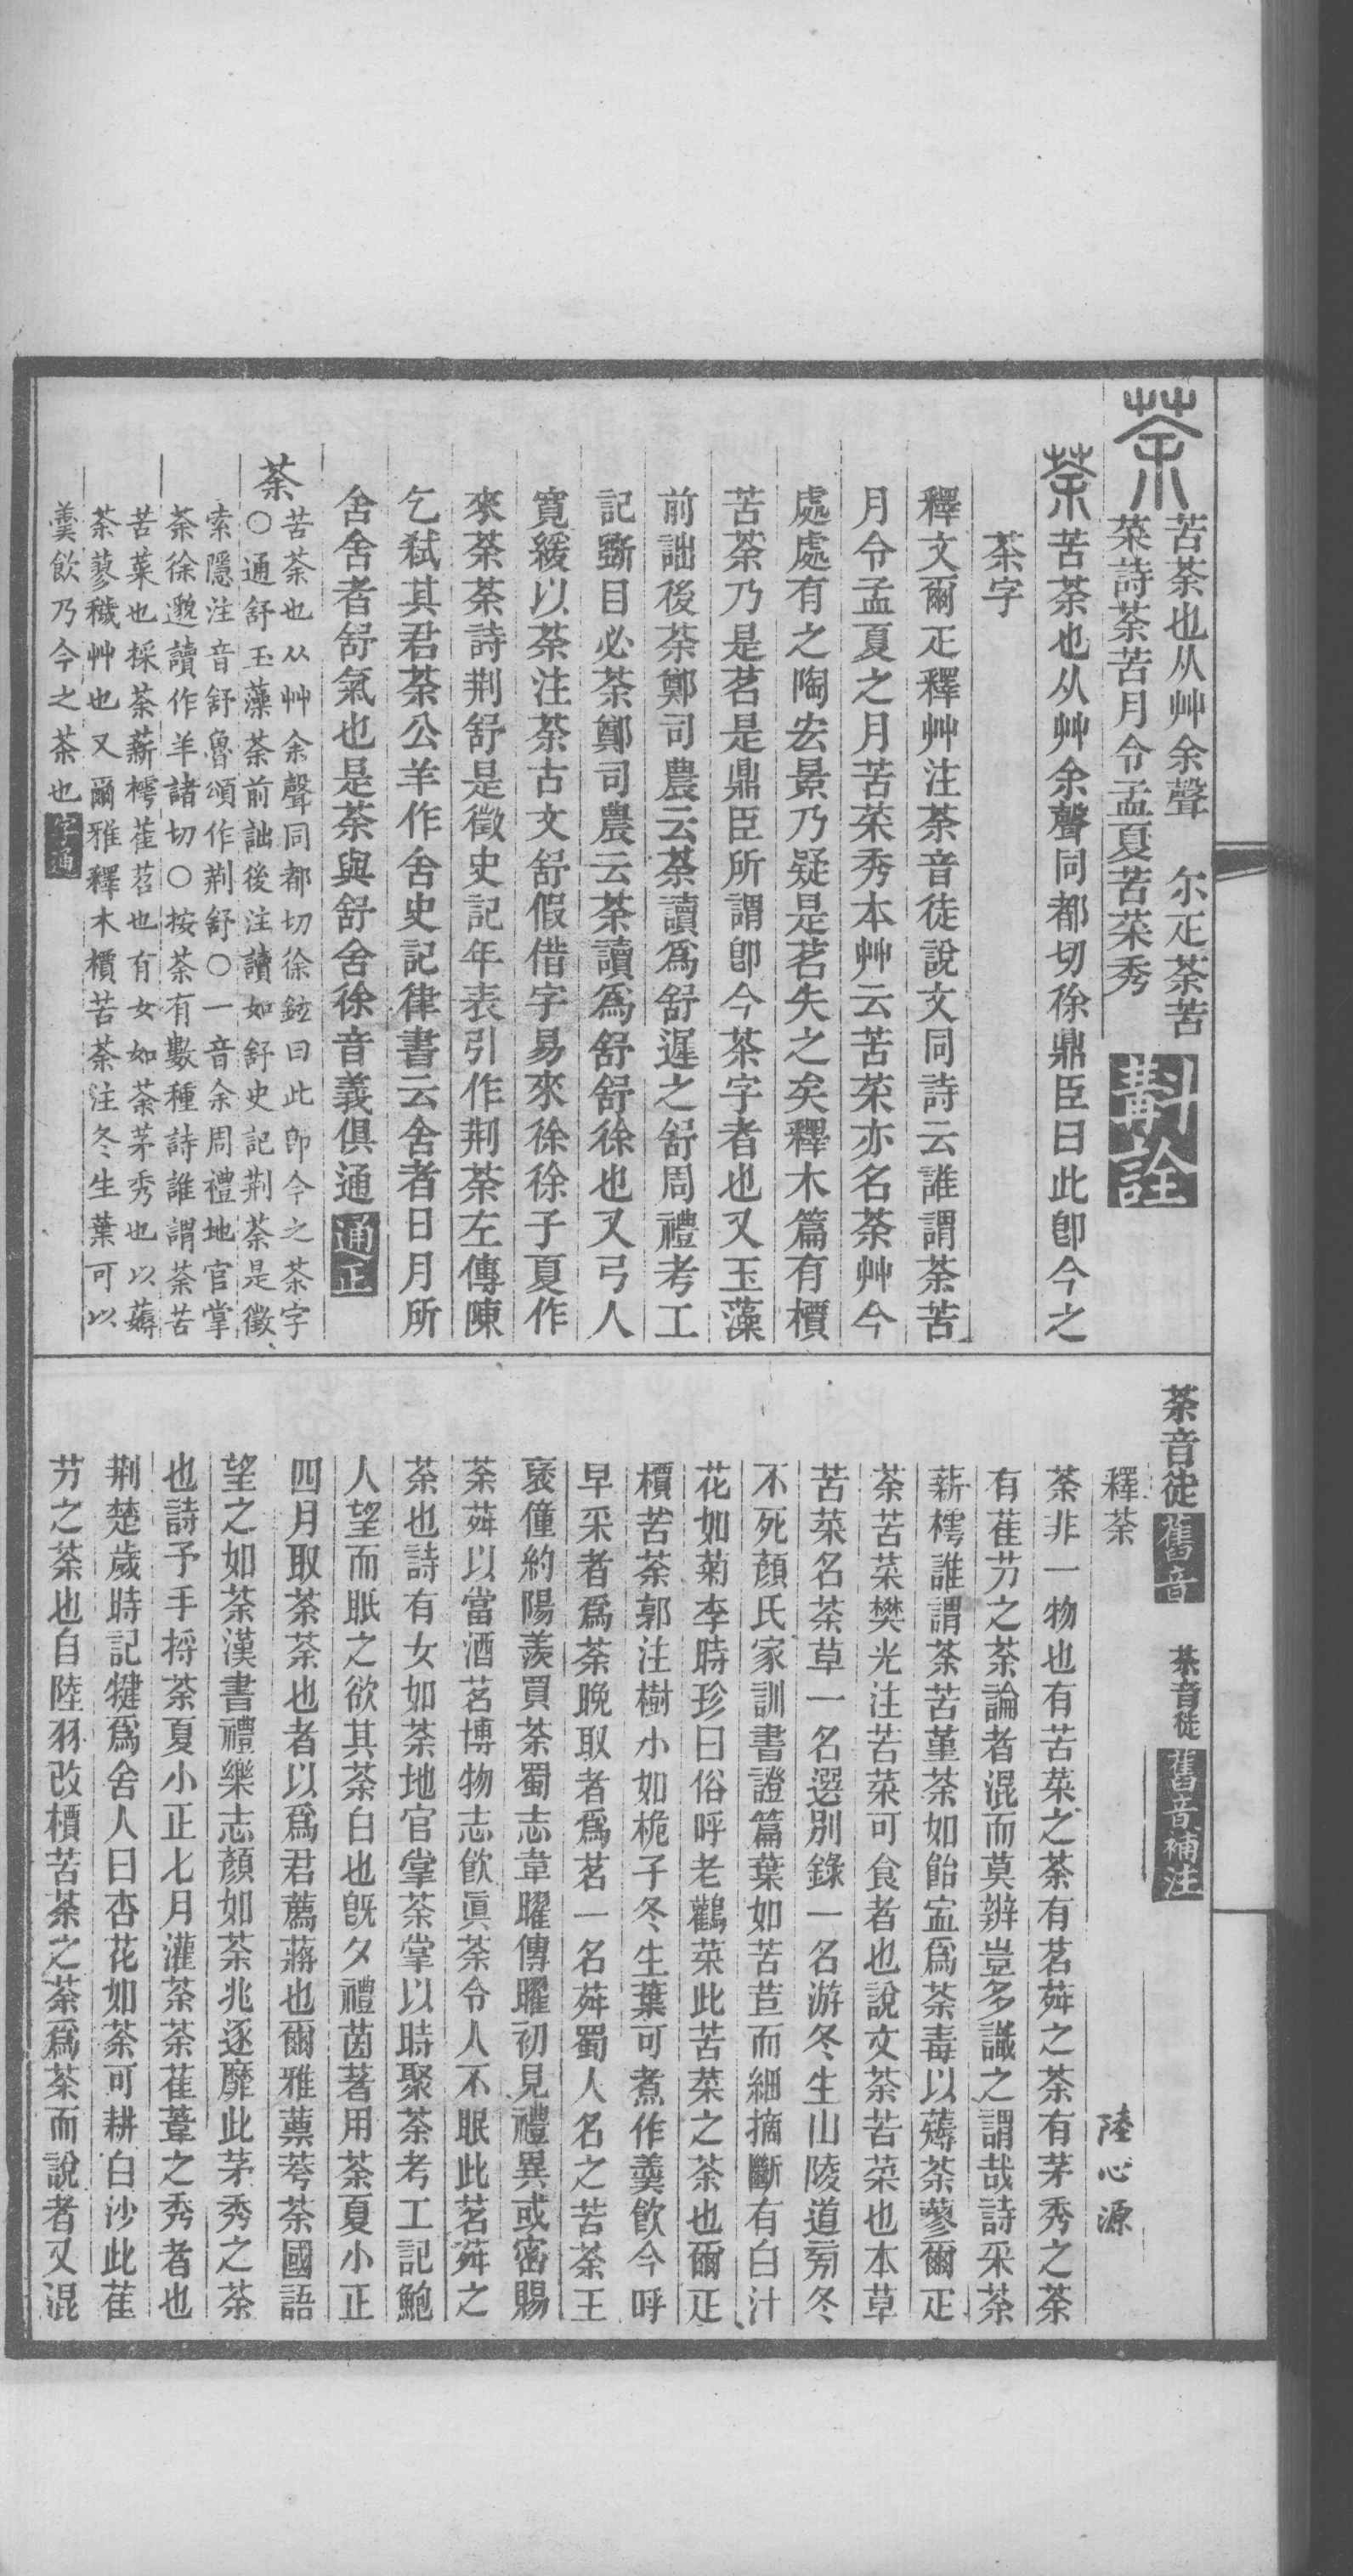 荼
苦荼也从艸余聲　尔疋荼苦
菜詩荼苦月令孟夏苦菜秀
斠詮
荼苦荼也从艸余聲同都切徐鼎臣曰此卽今之
茶字
釋文爾疋釋艸注荼音徒說文同詩云誰謂荼苦
月令孟夏之月苦菜秀本艸云苦菜亦名荼艸今
處處有之陶宏景乃疑是茗失之矣釋木篇有檟
苦荼乃是茗是鼎臣所謂卽今茶字者也又玉藻
前詘後荼鄭司農云荼讀爲舒遲之舒周禮考工
記斲目必荼鄭司農云荼讀爲舒舒徐也又弓人
寛緩以荼注荼古文舒假借字易來徐徐子夏作
來荼荼詩荆舒是徵史記年表引作荆荼左傳陳
乞弑其君荼公羊作舍史記律書云舍者日月所
舍舍者舒氣也是荼與舒舍徐音義俱通通正
荼
苦荼也从艸余聲同都切徐鉉曰此卽今之茶字
○通舒玉藻荼前詘後注讀如舒史記荆荼是徵
索隱注音舒魯頌作荆舒○一音余周禮地官掌
荼徐邈讀作羊諸切○按荼有數種詩誰謂荼苦
苦菜也採荼薪樗萑苕也有女如荼茅秀也以薅
荼蓼穢艸也又爾雅釋木檟苦荼注冬生葉可以
羹飮乃今之茶也字通
荼音徒舊音
荼音徒舊音補注
釋荼　陸心源
荼非一物也有苦菜之荼有茗荈之荼有茅秀之荼
有萑艻之荼論者混而莫辨豈多識之謂哉詩采荼
薪樗誰謂荼苦堇荼如飴寍爲荼毒以薅荼蓼爾疋
荼苦菜樊光注苦菜可食者也說文荼苦菜也本草
苦菜名荼草一名選別錄一名游冬生山陵道旁冬
不死顏氏家訓書證篇葉如苦苣而細摘斷有白汁
花如菊李時珍曰俗呼老鸛菜此苦菜之荼也爾疋
檟苦荼郭注樹小如梔子冬生葉可煮作羹飮今呼
早采者爲茶晚取者爲茗一名荈蜀人名之苦荼王
褒僮約陽羨買荼蜀志韋曜傳曜初見禮異或密賜
荼荈以當酒茗博物志飮眞荼令人不眠此茗荈之
荼也詩有女如荼地官掌荼掌以時聚荼考工記鮑
人望而眡之欲其荼白也旣夕禮茵著用荼夏小正
四月取荼荼也者以爲君薦蔣也爾雅藨芛荼國語
望之如荼漢書禮樂志顏如荼兆逐靡此茅秀之荼
也詩予手捋荼夏小正七月灌荼荼萑葦之秀者也
荆楚歲時記犍爲舍人曰杏花如荼可耕白沙此萑
艻之荼也自陸羽改檟苦荼之荼爲茶而說者又混